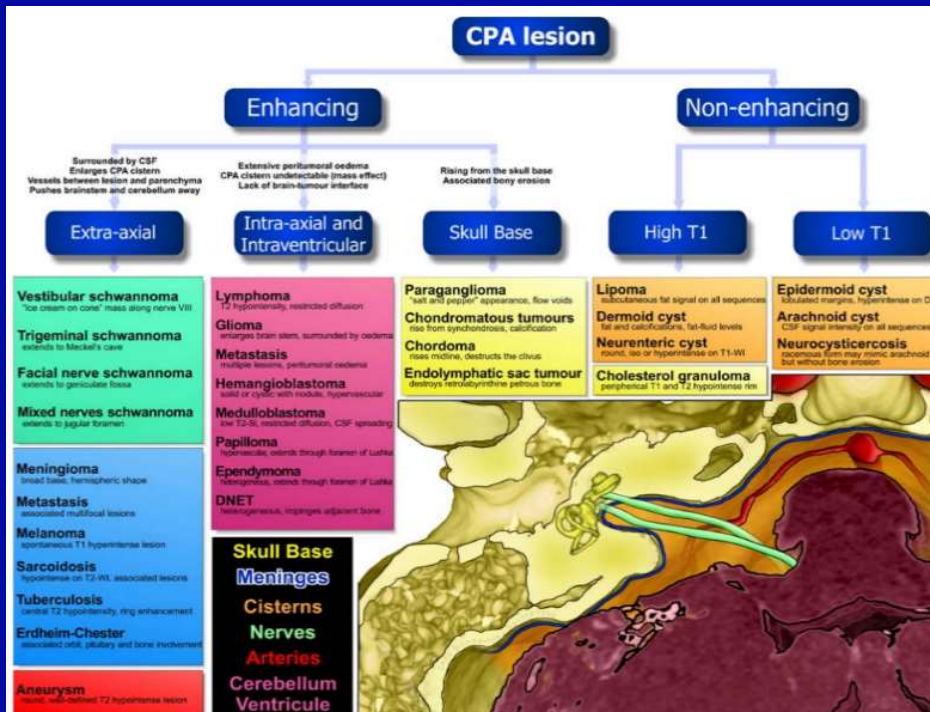 CPA lesion
Enhancing
Non-enhancing
Surrounded by CSF
Enlarges CPA cistern
Vessels between lesion and parenchyma
Pushes brainstem and cerebellum away
Extensive peritumoral oedema
CPA cistern undetectable (mass effect)
Lack of brain-tumour interface
Rising from the skull base
Associated bony erosion
Extra-axial
Intra-axial and
Intraventricular
Skull Base
High T1
Low T1
Vestibular schwannoma
"ice cream on cone" mass along nerve VIII
Trigeminal schwannoma
extends to Meckel's cave
Facial nerve schwannoma
extends to geniculate fossa
Mixed nerves schwannoma
extends to jugular foramen
Meningioma
broad base, hemispheric shape
Metastasis
associated multifocal lesions
Melanoma
spontaneous T1 hyperintense lesion
Sarcoidosis
hypointense on T2-WI, associated lesions
Tuberculosis
central T2 hypointensity, ring enhancement
Erdheim-Chester
associated orbit, pituitary and bone involvement
Aneurysm
round, well-defined T2 hypointense lesion
Lymphoma
T2 hypointensity, restricted diffusion
Glioma
enlarges brain stem, surrounded by oedema
Metastasis
multiple lesions, peritumoral oedema
Hemangioblastoma
solid or cystic with nodule, hypervascular
Medulloblastoma
low T2-SI, restricted diffusion, CSF spreading
Papilloma
hypervascular, extends through foramen of Lushka
Ependymoma
heterogenous, extends through foramen of Lushka
DNET
heterogeneous, impinges adjacent bone
Paraganglioma
"salt and pepper" appearance, flow voids
Chondromatous tumours
rise from synchondrosis, calcification
Chordoma
rises midline, destructs the clivus
Endolymphatic sac tumour
destroys retrolabyrinthine petrous bone
Lipoma
subcutaneous fat signal on all sequences
Dermoid cyst
fat and calcifications, fat-fluid levels
Neurenteric cyst
round, iso or hyperintense on T1-WI
Cholesterol granuloma
peripherical T1 and T2 hypointense rim
Epidermoid cyst
lobulated margins, hyperintense on D
Arachnoid cyst
CSF signal intensity on all sequences
Neurocysticercosis
racemous form may mimic arachnoid
but without bone erosion
Skull Base
Meninges
Cisterns
Nerves
Arteries
Cerebellum
Ventricule